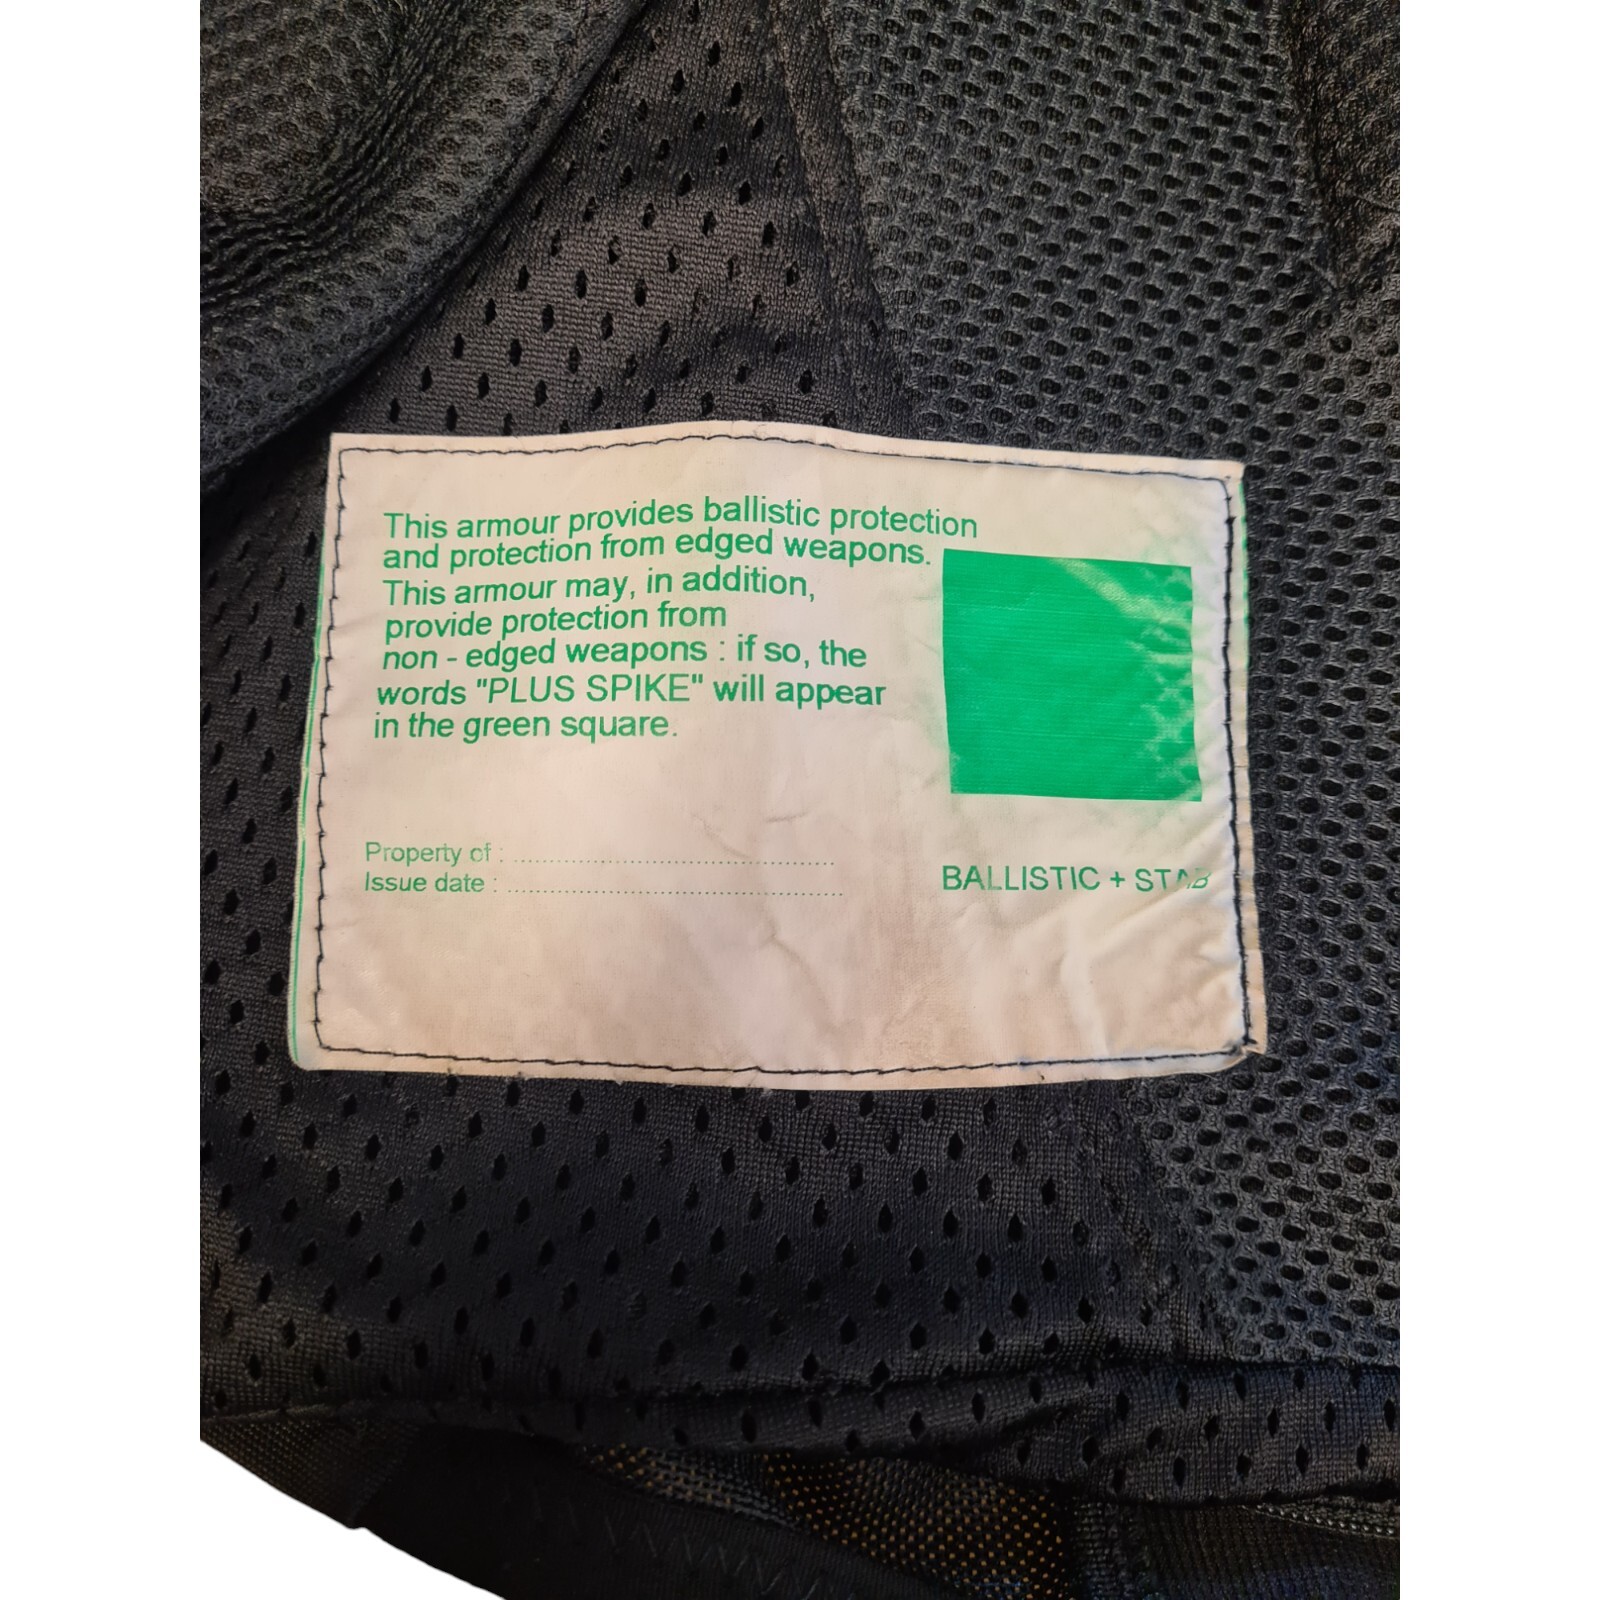 This armour provides ballistic protection
and protection from edged weapons.
This armour may, in addition,
provide protection from
non - edged weapons : if so, the
words "PLUS SPIKE" will appear
in the green square.
Property of : ................................................
Issue date : ..................................................
BALLISTIC + STAB